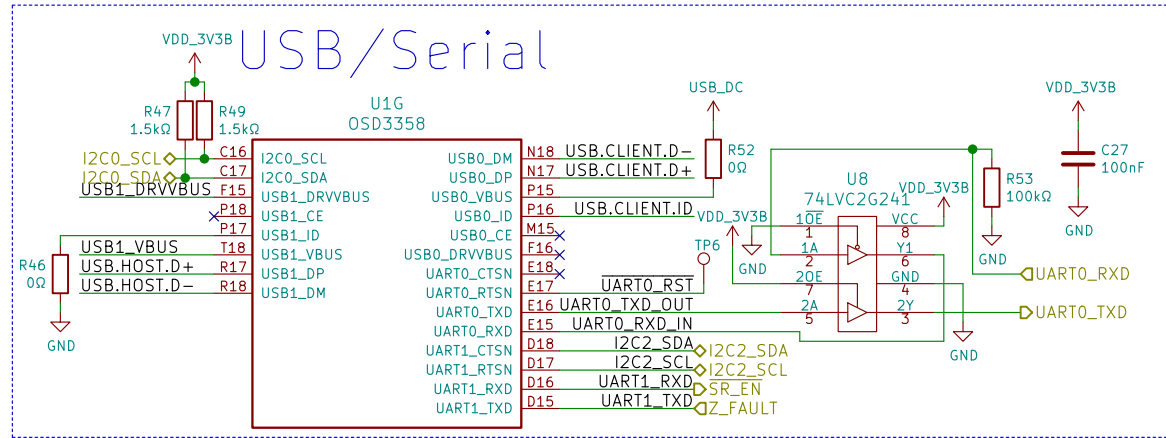 USB/Serial
VDD_3V3B
R47
1.5kΩ
R49
1.5kΩ
U1G
OSD3358
I2C0_SCL
I2C0_SDA
USB1_DRVVBUS
USB1_VBUS
USB.HOST.D+
USB.HOST.D-
R46
0Ω
GND
C16 I2C0_SCL
C17 I2C0_SDA
F15 USB1_DRVVBUS
P18 USB1_CE
P17 USB1_ID
T18 USB1_VBUS
R17 USB1_DP
R18 USB1_DM
USB0_DM N18 USB.CLIENT.D-
USB0_DP N17 USB.CLIENT.D+
USB0_VBUS P15
USB0_ID P16 USB.CLIENT.ID
USB0_CE M15
USB0_DRVVBUS F16
UART0_CTSN E18
UART0_RTSN E17 UART0_RST
UART0_TXD E16 UART0_TXD_OUT
UART0_RXD E15 UART0_RXD_IN
UART1_CTSN D18 I2C2_SDA I2C2_SDA
UART1_RTSN D17 I2C2_SCL I2C2_SCL
UART1_RXD D16 UART1_RXD SR_EN
UART1_TXD D15 UART1_TXD Z_FAULT
USB_DC
R52
0Ω
TP6
VDD_3V3B
GND
U8
74LVC2G241
1OE
1
1A
2
2OE
7
2A
5
VCC
8
Y1
6
GND
4
2Y
3
VDD_3V3B
GND
R53
100kΩ
GND
UART0_RXD
UART0_TXD
VDD_3V3B
C27
100nF
GND